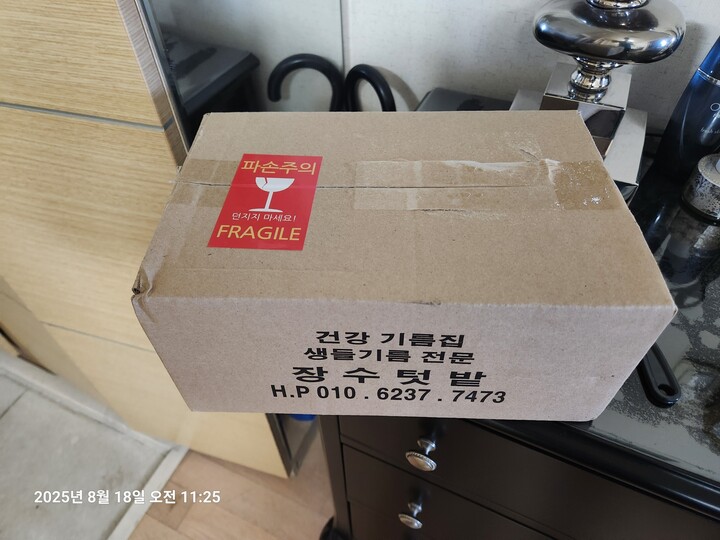 파손주의
던지지 마세요!
FRAGILE
건강 기름집
생들기름 전문
장수텃밭
H.P 010 . 6237 . 7473
2025년 8월 18일 오전 11:25